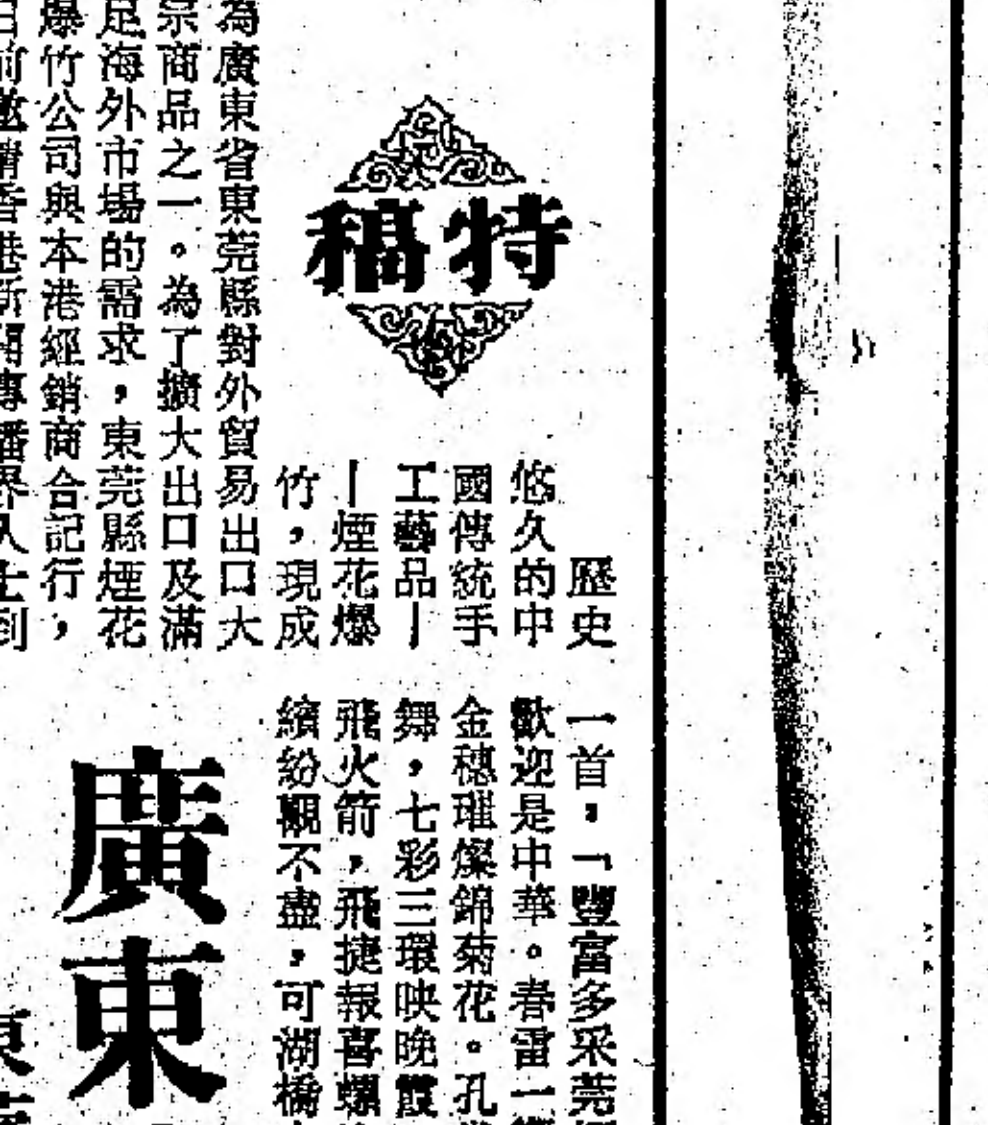 特稿
歷史
悠久的中
國傳統手
工藝品—
—煙花爆
竹，現成
為廣東省東莞縣對外貿易出口大
宗商品之一。為了擴大出口及滿
足海外市場的需求，東莞縣煙花
爆竹公司與本港經銷商合記行，
目前邀請香港新聞傳播界人士到
一首，「豐富多采莞
歡迎是中華。春雷一
金穗璀燦錦菊花。孔
舞，七彩三環映晚霞
飛火箭，飛捷報喜螺
繽紛觀不盡，可湖橋
廣東